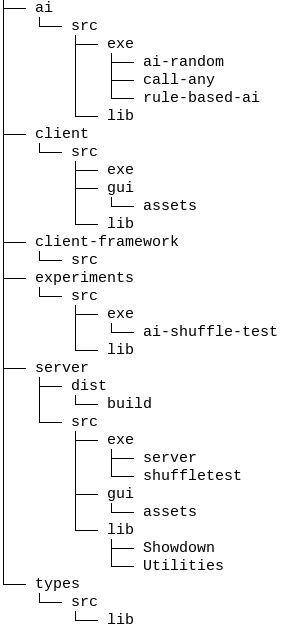 ai
src
exe
ai-random
call-any
rule-based-ai
lib
client
src
exe
gui
assets
lib
client-framework
src
experiments
src
exe
ai-shuffle-test
lib
server
dist
build
src
exe
server
shuffletest
gui
assets
lib
Showdown
Utilities
types
src
lib